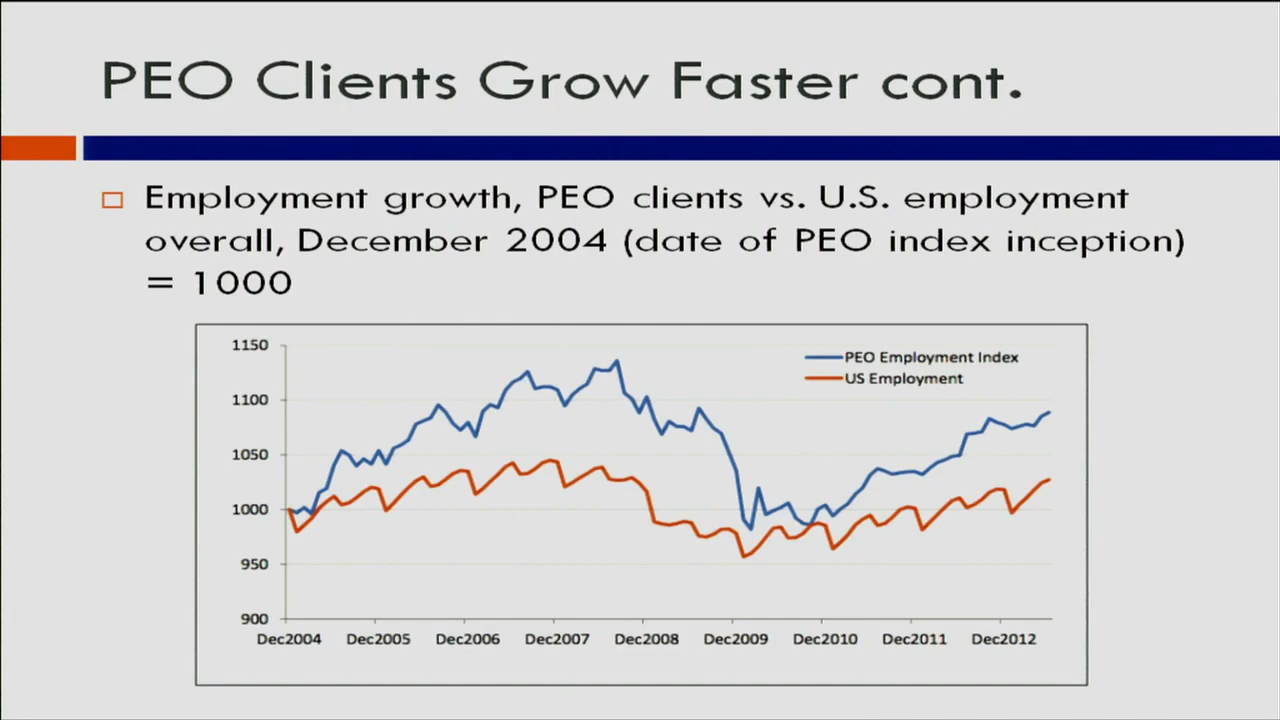 PEO Clients Grow Faster cont.
Employment growth, PEO clients vs. U.S. employment
overall, December 2004 (date of PEO index inception)
= 1000
1150
1100
1050
1000
950
900
PEO Employment Index
US Employment
Dec2004 Dec2005 Dec2006 Dec2007 Dec2008 Dec2009 Dec2010 Dec2011 Dec2012